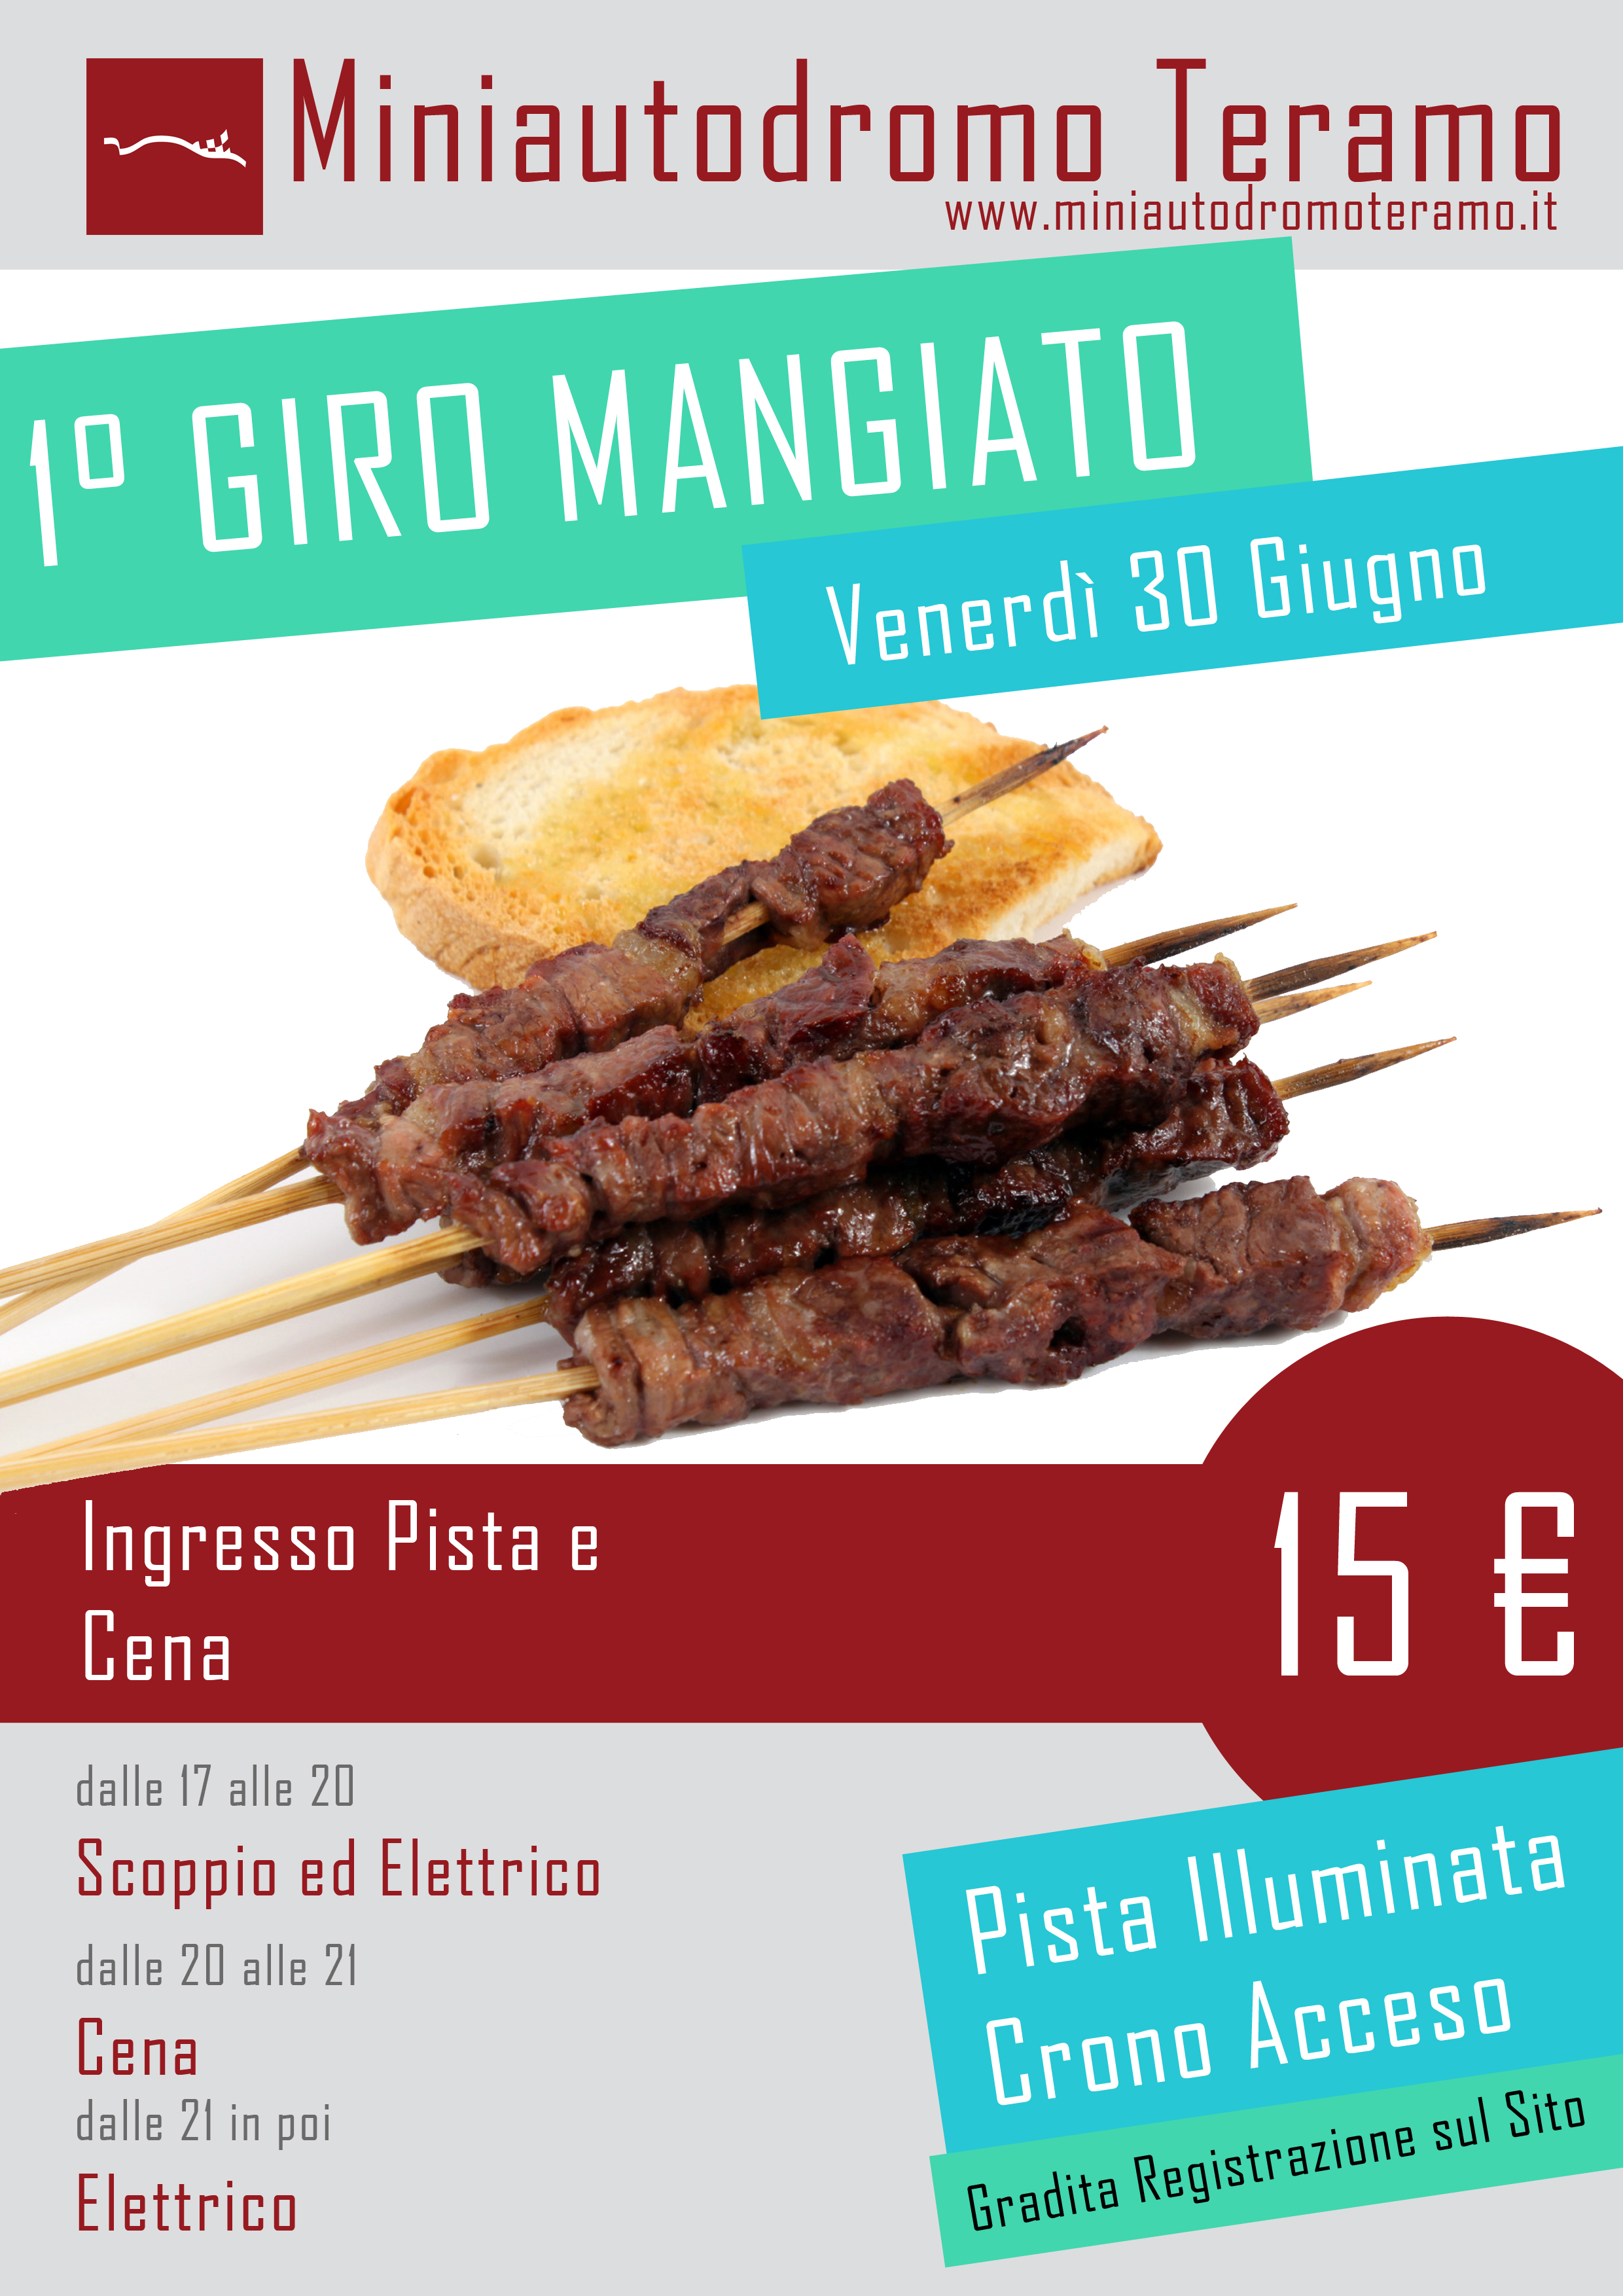 Miniautodromo Teramo
www.miniautodromoteramo.it
1° GIRO MANGIATO
Venerdì 30 Giugno
Ingresso Pista e
Cena
15 €
dalle 17 alle 20
Scoppio ed Elettrico
dalle 20 alle 21
Cena
dalle 21 in poi
Elettrico
Pista Illuminata
Crono Acceso
Gradita Registrazione sul Sito